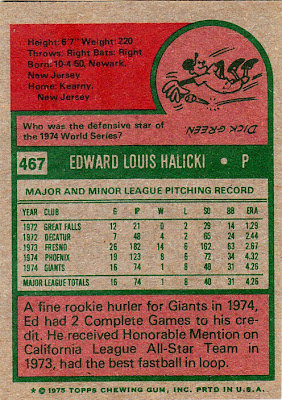 Height: 6'7" Weight: 220
Throws: Right Bats: Right
Born: 10-4-50, Newark,
New Jersey
Home: Kearny,
New Jersey
DICK GREEN
Who was the defensive star of
the 1974 World Series?
467 EDWARD LOUIS HALICKI • P
MAJOR AND MINOR LEAGUE PITCHING RECORD
YEAR CLUB G IP W L SO BB ERA
1972 GREAT FALLS 12 21 0 2 29 14 1.29
1972 DECATUR 7 48 4 2 65 24 2.44
1973 FRESNO 26 182 14 6 162 63 2.67
1974 PHOENIX 19 123 8 6 72 34 4.32
1974 GIANTS 16 74 1 8 40 31 4.26
MAJOR LEAGUE TOTALS 16 74 1 8 40 31 4.26
A fine rookie hurler for Giants in 1974,
Ed had 2 Complete Games to his cre-
dit. He received Honorable Mention on
California League All-Star Team in
1973, had the best fastball in loop.
* © 1975 TOPPS CHEWING GUM, INC. PRTD IN U.S.A.